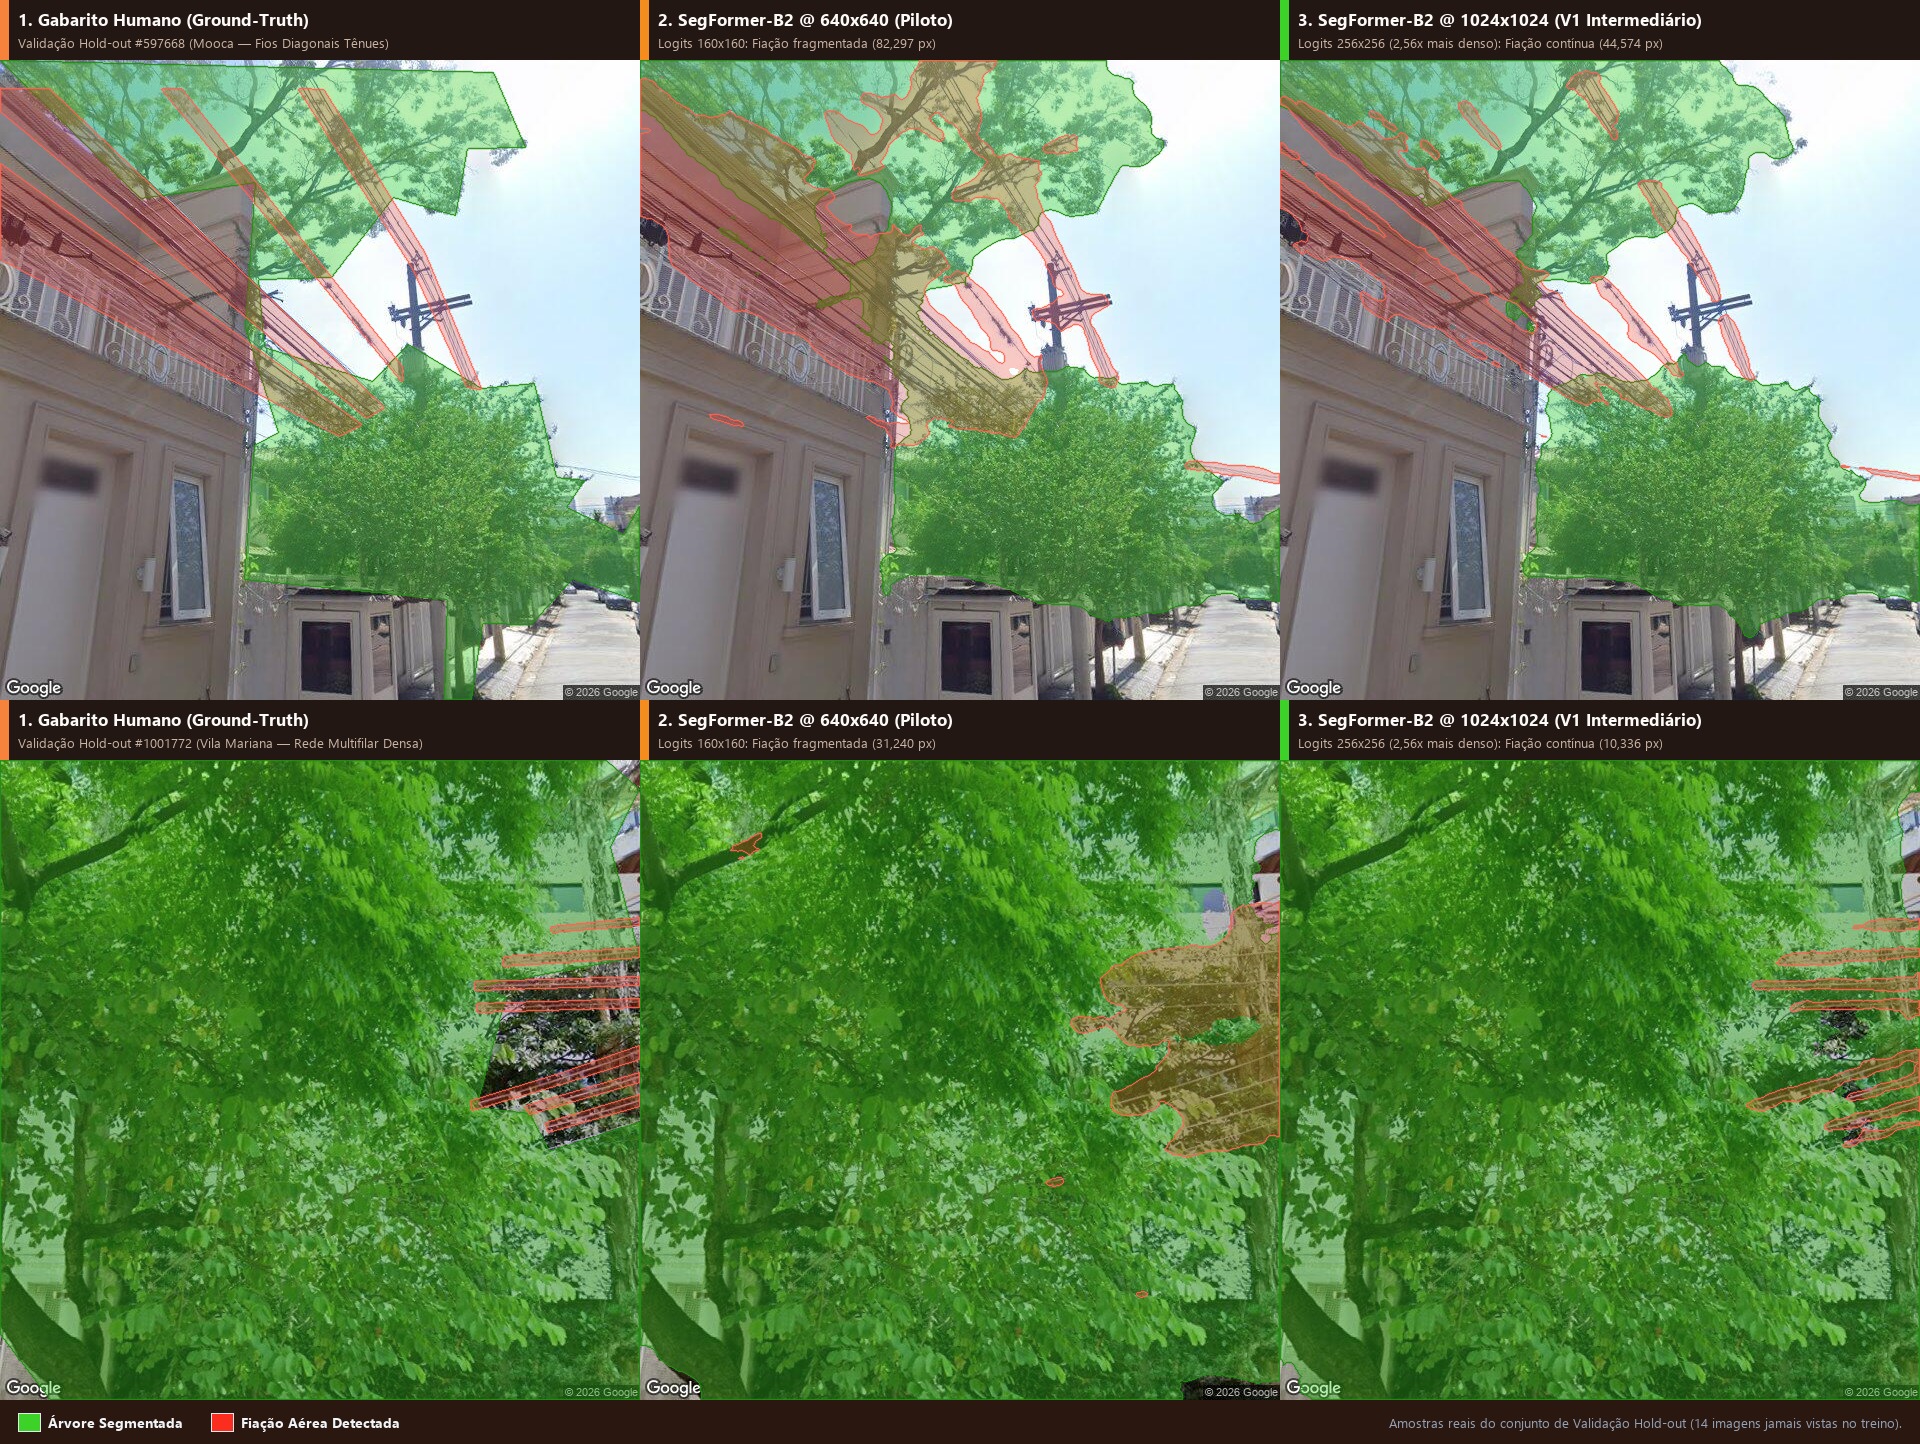 1. Gabarito Humano (Ground-Truth)
Validação Hold-out #597668 (Mooca — Fios Diagonais Tênues)
2. SegFormer-B2 @ 640x640 (Piloto)
Logits 160x160: Fiação fragmentada (82,297 px)
3. SegFormer-B2 @ 1024x1024 (V1 Intermediário)
Logits 256x256 (2,56x mais denso): Fiação contínua (44,574 px)
Google
© 2026 Google
Google
© 2026 Google
Google
© 2026 Google
1. Gabarito Humano (Ground-Truth)
Validação Hold-out #1001772 (Vila Mariana — Rede Multifilar Densa)
2. SegFormer-B2 @ 640x640 (Piloto)
Logits 160x160: Fiação fragmentada (31,240 px)
3. SegFormer-B2 @ 1024x1024 (V1 Intermediário)
Logits 256x256 (2,56x mais denso): Fiação contínua (10,336 px)
Google
© 2026 Google
Google
© 2026 Google
Google
© 2026 Google
Árvore Segmentada
Fiação Aérea Detectada
Amostras reais do conjunto de Validação Hold-out (14 imagens jamais vistas no treino).